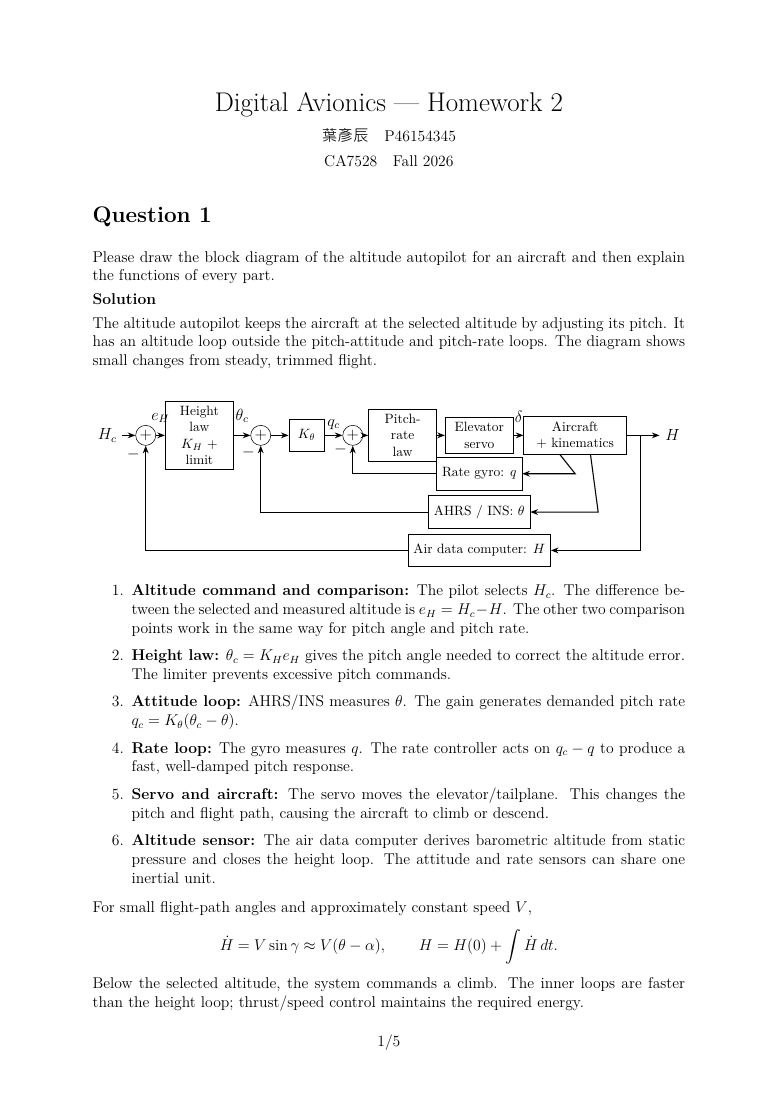 Digital Avionics — Homework 2
葉彥辰 P46154345
CA7528 Fall 2026
Question 1
Please draw the block diagram of the altitude autopilot for an aircraft and then explain
the functions of every part.
Solution
The altitude autopilot keeps the aircraft at the selected altitude by adjusting its pitch. It
has an altitude loop outside the pitch-attitude and pitch-rate loops. The diagram shows
small changes from steady, trimmed flight.
H_c
+
−
e_H
Height
law
K_H +
limit
θ_c
+
−
K_θ
q_c
+
−
Pitch-
rate
law
Elevator
servo
δ
Aircraft
+ kinematics
H
Rate gyro: q
AHRS / INS: θ
Air data computer: H
1. Altitude command and comparison: The pilot selects H_c. The difference be-
tween the selected and measured altitude is e_H = H_c−H. The other two comparison
points work in the same way for pitch angle and pitch rate.
2. Height law: θ_c = K_H e_H gives the pitch angle needed to correct the altitude error.
The limiter prevents excessive pitch commands.
3. Attitude loop: AHRS/INS measures θ. The gain generates demanded pitch rate
q_c = K_θ(θ_c − θ).
4. Rate loop: The gyro measures q. The rate controller acts on q_c − q to produce a
fast, well-damped pitch response.
5. Servo and aircraft: The servo moves the elevator/tailplane. This changes the
pitch and flight path, causing the aircraft to climb or descend.
6. Altitude sensor: The air data computer derives barometric altitude from static
pressure and closes the height loop. The attitude and rate sensors can share one
inertial unit.
For small flight-path angles and approximately constant speed V,
Ḣ = V sin γ ≈ V(θ − α), H = H(0) + ∫ Ḣ dt.
Below the selected altitude, the system commands a climb. The inner loops are faster
than the height loop; thrust/speed control maintains the required energy.
1/5